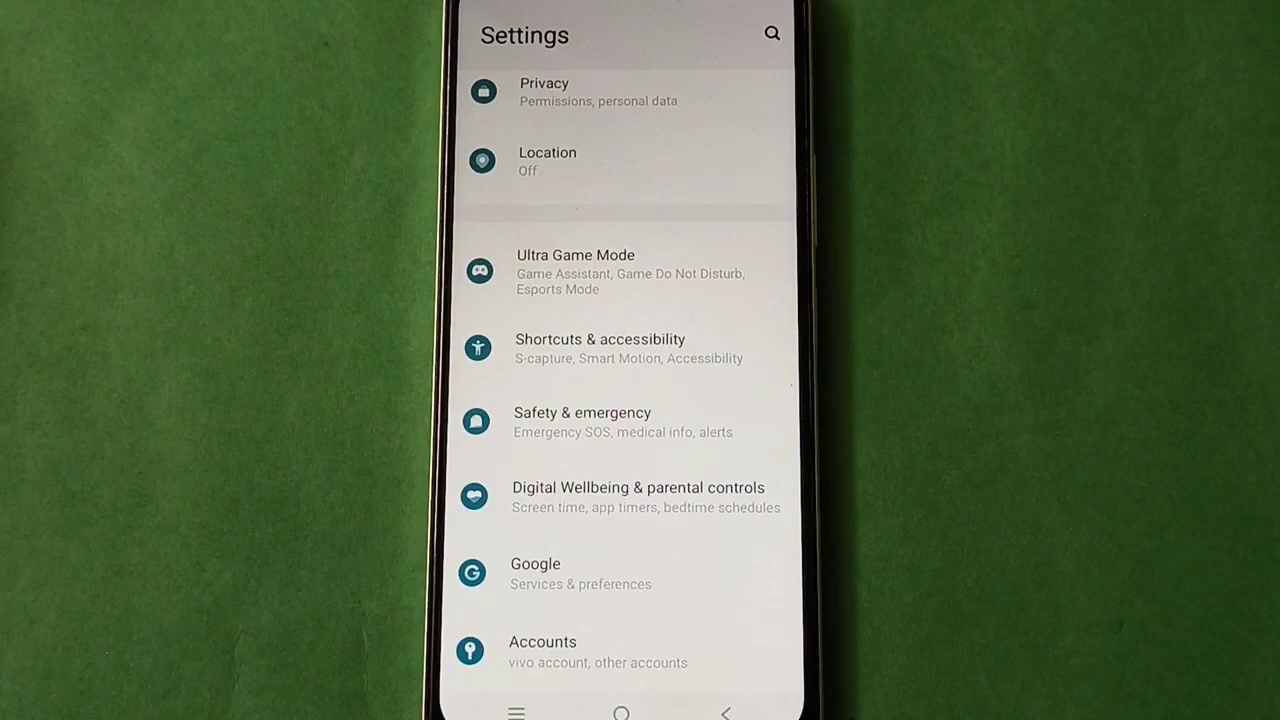 Settings
Privacy
Permissions, personal data
Location
Off
Ultra Game Mode
Game Assistant, Game Do Not Disturb,
Esports Mode
Shortcuts & accessibility
S-capture, Smart Motion, Accessibility
Safety & emergency
Emergency SOS, medical info, alerts
Digital Wellbeing & parental controls
Screen time, app timers, bedtime schedules
Google
Services & preferences
Accounts
vivo account, other accounts